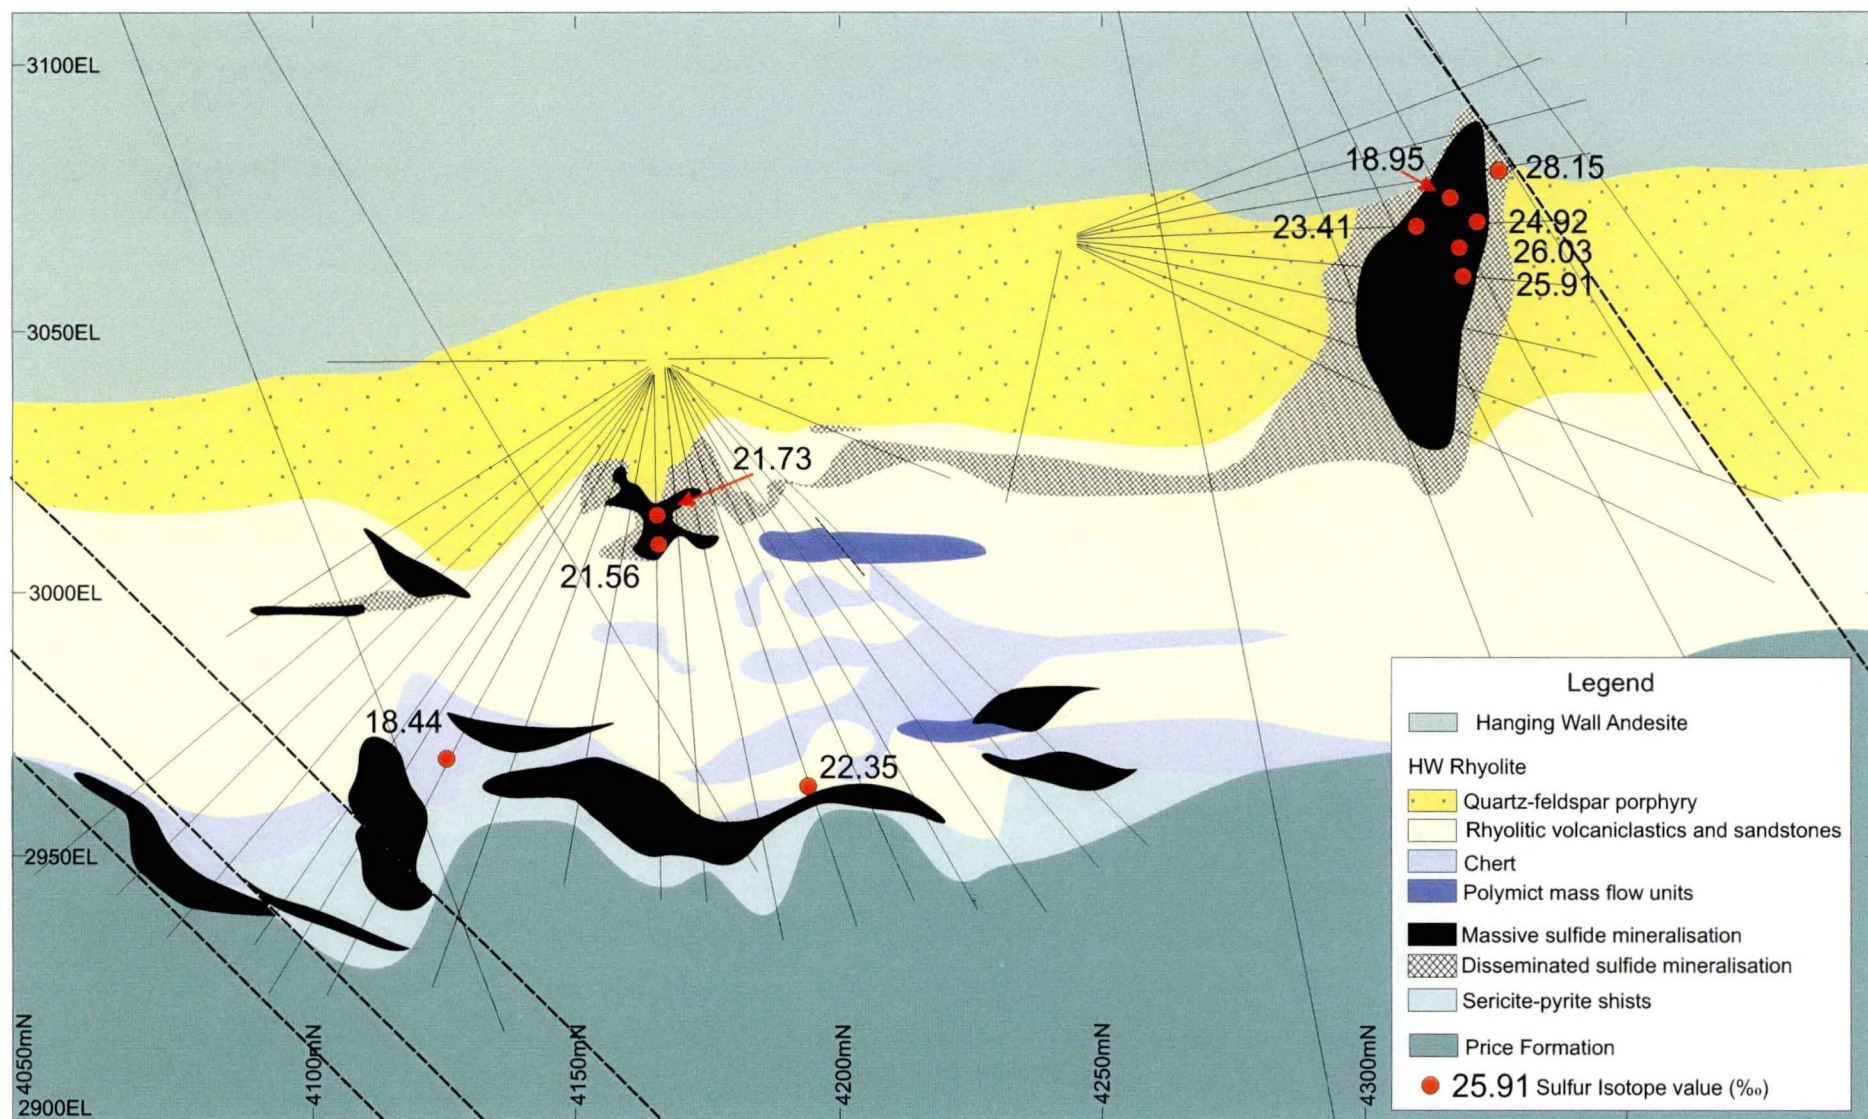 3100EL
18.95
28.15
23.41
24.92
26.03
25.91
3050EL
21.73
21.56
3000EL
18.44
22.35
2950EL
2900EL
4050mN
4100mN
4150mN
4200mN
4250mN
4300mN
Legend
Hanging Wall Andesite
HW Rhyolite
Quartz-feldspar porphyry
Rhyolitic volcaniclastics and sandstones
Chert
Polymict mass flow units
Massive sulfide mineralisation
Disseminated sulfide mineralisation
Sericite-pyrite shists
Price Formation
25.91 Sulfur Isotope value (‰)